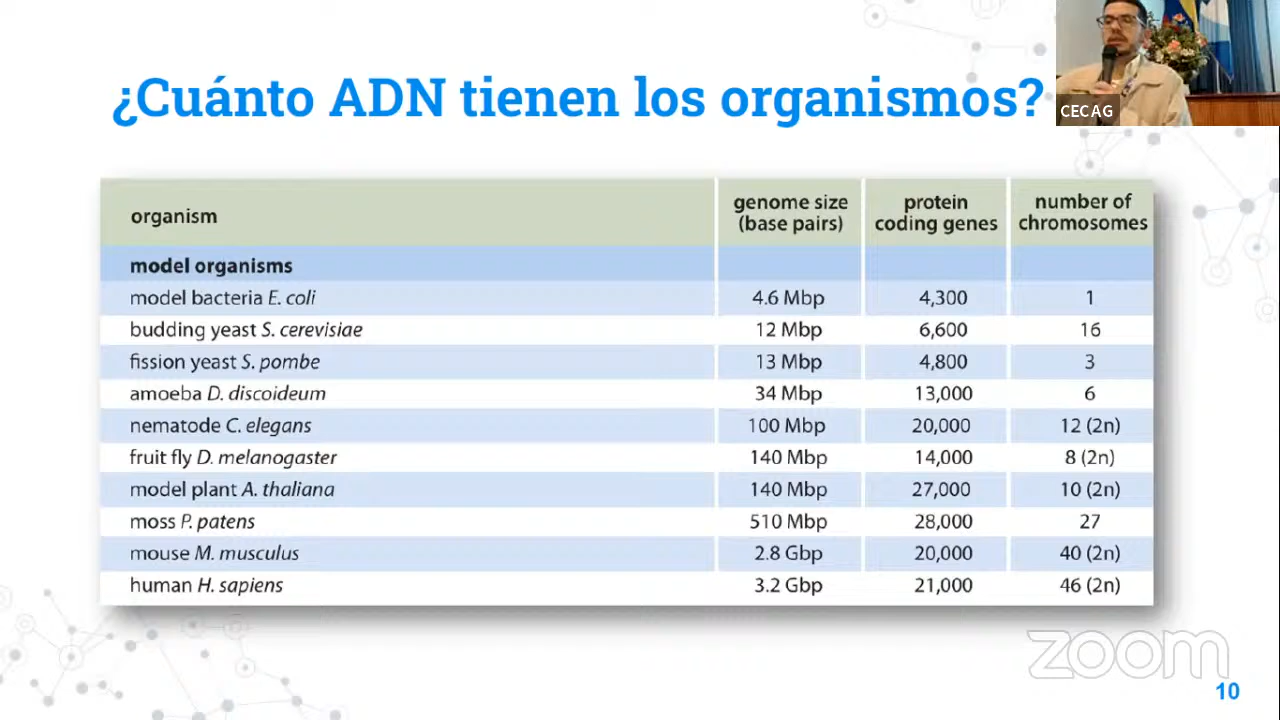 ¿Cuánto ADN tienen los organismos?
CECAG
organism genome size (base pairs) protein coding genes number of chromosomes
model organisms
model bacteria E. coli 4.6 Mbp 4,300 1
budding yeast S. cerevisiae 12 Mbp 6,600 16
fission yeast S. pombe 13 Mbp 4,800 3
amoeba D. discoideum 34 Mbp 13,000 6
nematode C. elegans 100 Mbp 20,000 12 (2n)
fruit fly D. melanogaster 140 Mbp 14,000 8 (2n)
model plant A. thaliana 140 Mbp 27,000 10 (2n)
moss P. patens 510 Mbp 28,000 27
mouse M. musculus 2.8 Gbp 20,000 40 (2n)
human H. sapiens 3.2 Gbp 21,000 46 (2n)
zoom
10